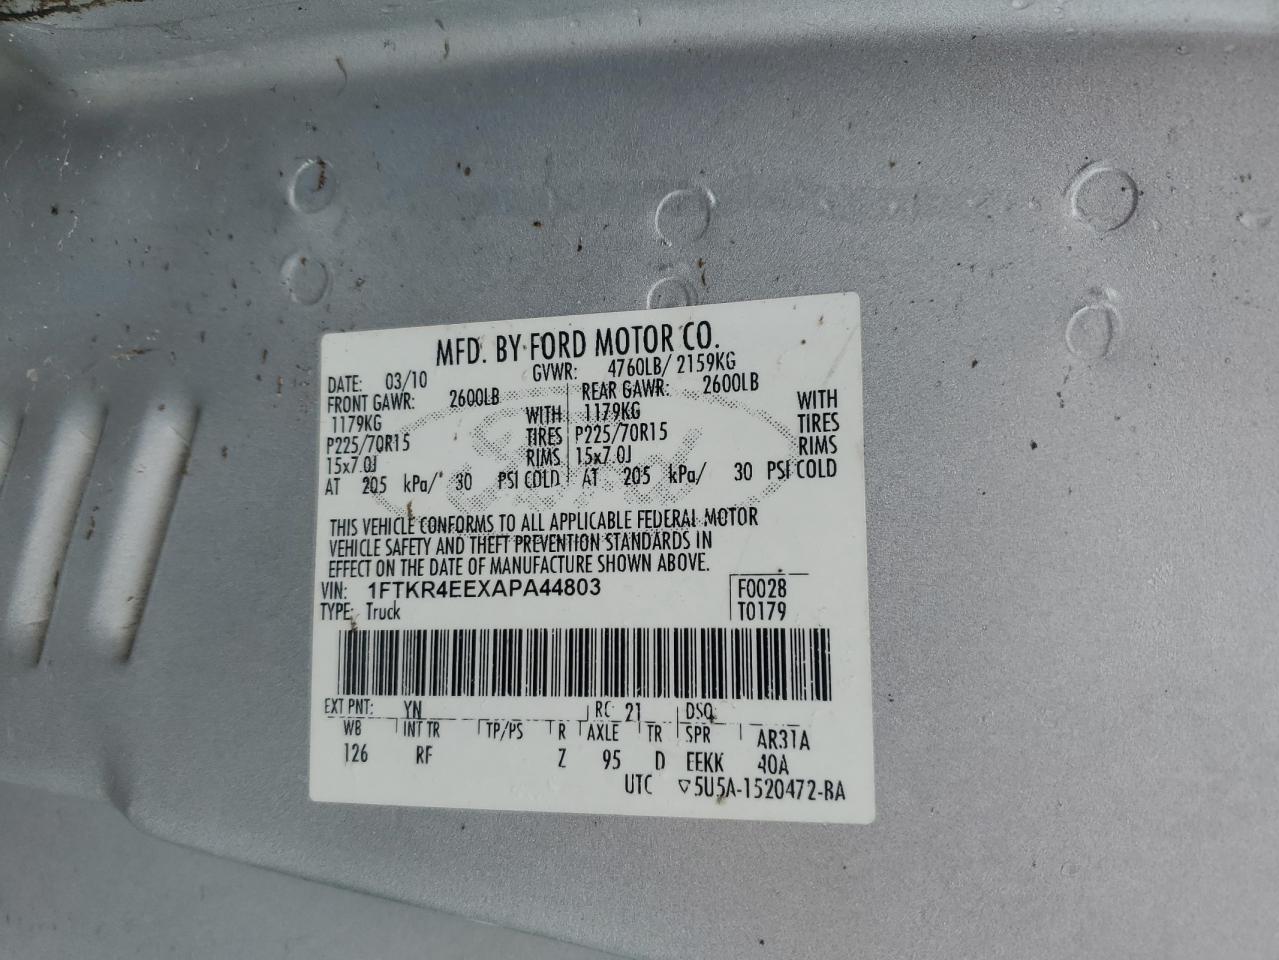 MFD. BY FORD MOTOR CO.
DATE: 03/10 GVWR: 4760LB/ 2159KG
FRONT GAWR: 2600LB REAR GAWR: 2600LB
1179KG WITH 1179KG WITH
P225/70R15 TIRES P225/70R15 TIRES
15x7.0J RIMS 15x7.0J RIMS
AT 205 kPa/ 30 PSI COLD AT 205 kPa/ 30 PSI COLD
THIS VEHICLE CONFORMS TO ALL APPLICABLE FEDERAL MOTOR
VEHICLE SAFETY AND THEFT PREVENTION STANDARDS IN
EFFECT ON THE DATE OF MANUFACTURE SHOWN ABOVE.
VIN: 1FTKR4EEXAPA44803 F0028
TYPE: Truck T0179
EXT PNT: YN RC: 21 DSO:
WB INT TR TP/PS R AXLE TR SPR AR31A
126 RF Z 95 D EEKK 40A
UTC ▽5U5A-1520472-BA